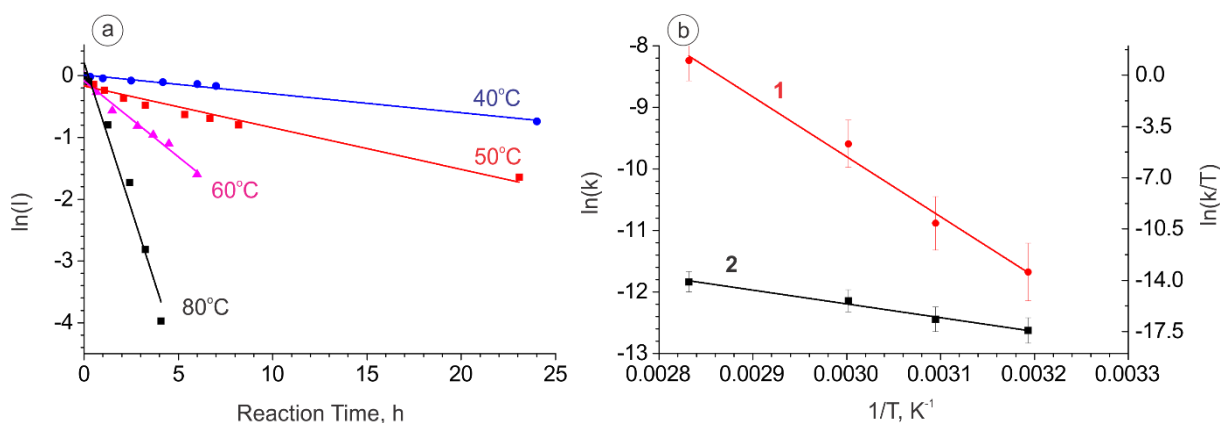 a
ln(I)
0
-1
-2
-3
-4
40°C
50°C
60°C
80°C
0
5
10
15
20
25
Reaction Time, h
b
ln(k)
-8
-9
-10
-11
-12
-13
1
2
0.0028
0.0029
0.0030
0.0031
0.0032
0.0033
1/T, K⁻¹
0.0
-3.5
-7.0
-10.5
-14.0
-17.5
ln(k/T)